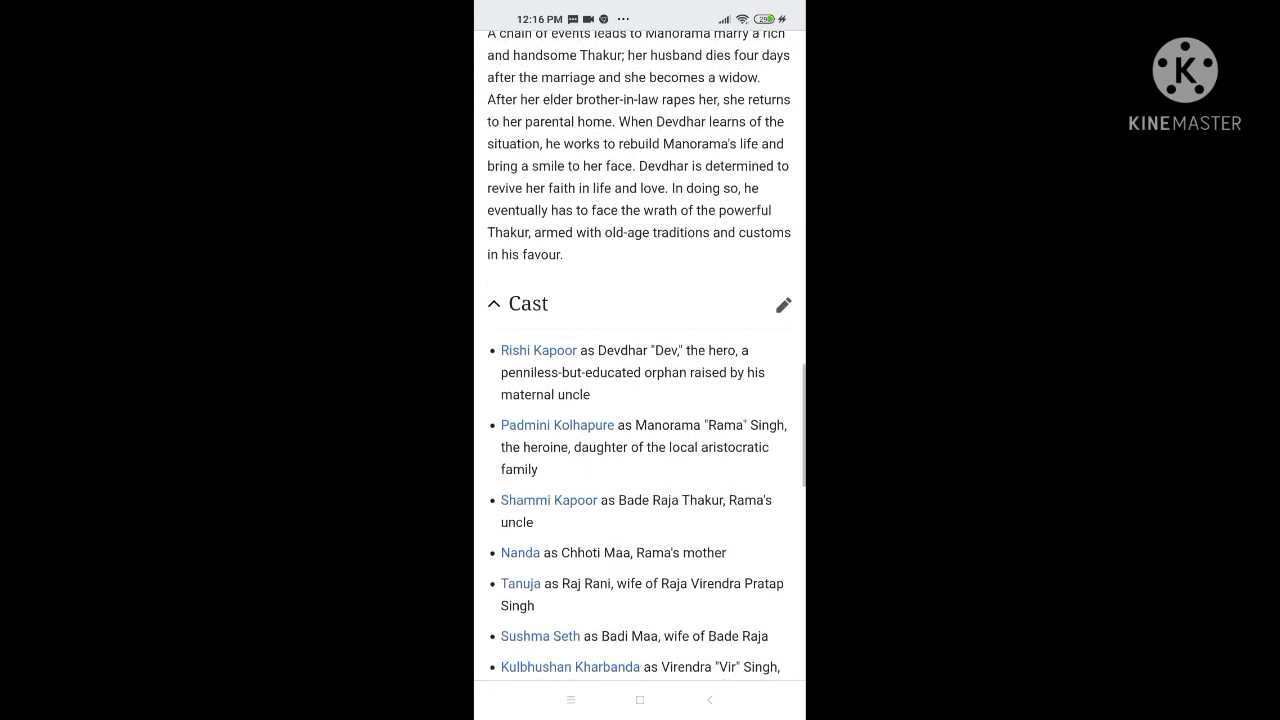 12:16 PM
29
A chain of events leads to Manorama marry a rich
and handsome Thakur; her husband dies four days
after the marriage and she becomes a widow.
After her elder brother-in-law rapes her, she returns
to her parental home. When Devdhar learns of the
situation, he works to rebuild Manorama's life and
bring a smile to her face. Devdhar is determined to
revive her faith in life and love. In doing so, he
eventually has to face the wrath of the powerful
Thakur, armed with old-age traditions and customs
in his favour.
Cast
• Rishi Kapoor as Devdhar "Dev," the hero, a
penniless-but-educated orphan raised by his
maternal uncle
• Padmini Kolhapure as Manorama "Rama" Singh,
the heroine, daughter of the local aristocratic
family
• Shammi Kapoor as Bade Raja Thakur, Rama's
uncle
• Nanda as Chhoti Maa, Rama's mother
• Tanuja as Raj Rani, wife of Raja Virendra Pratap
Singh
• Sushma Seth as Badi Maa, wife of Bade Raja
• Kulbhushan Kharbanda as Virendra "Vir" Singh,
K
KINEMASTER